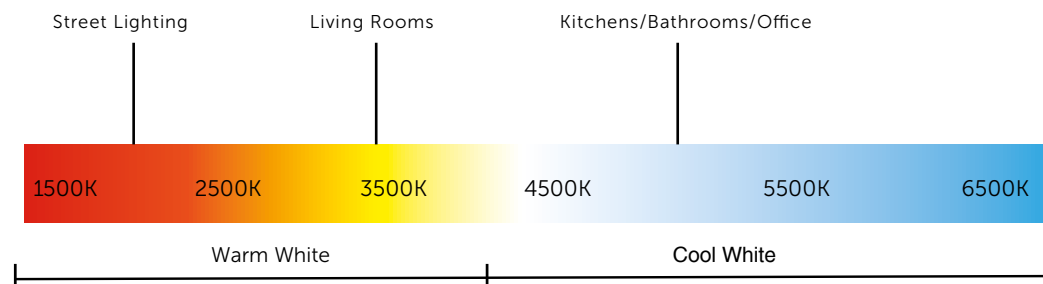 Street Lighting
Living Rooms
Kitchens/Bathrooms/Office
1500K
2500K
3500K
4500K
5500K
6500K
Warm White
Cool White